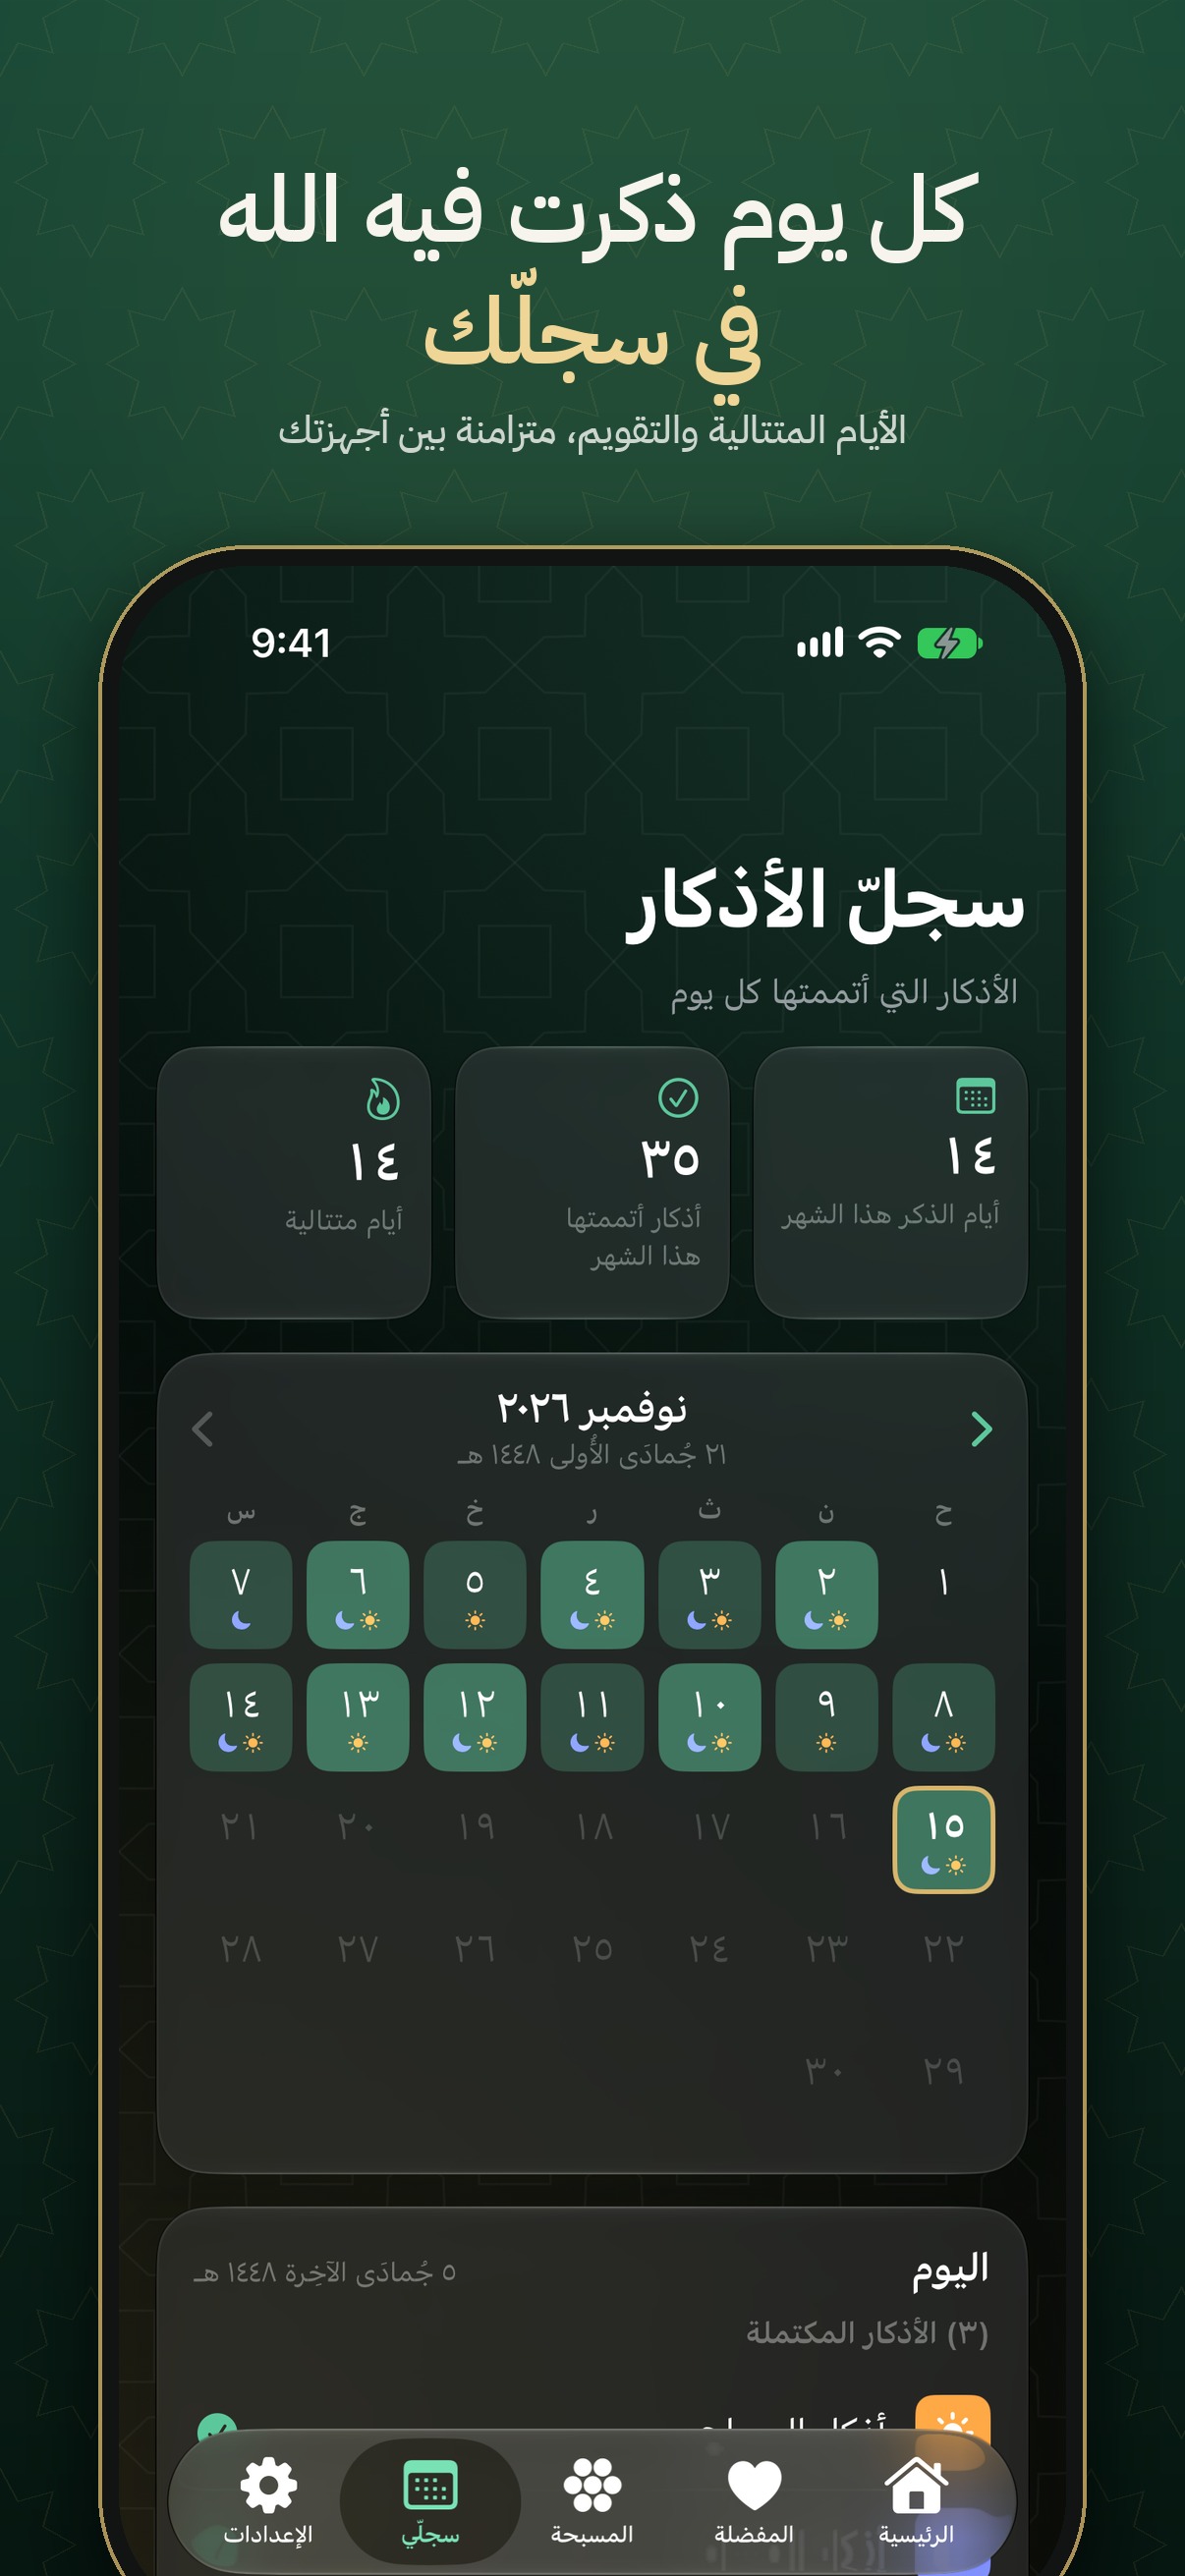 كل يوم ذكرت فيه الله
في سجلّك
الأيام المتتالية والتقويم، متزامنة بين أجهزتك
9:41
سجلّ الأذكار
الأذكار التي أتممتها كل يوم
١٤
أيام الذكر هذا الشهر
٣٥
أذكار أتممتها
هذا الشهر
١٤
أيام متتالية
نوفمبر ٢٠٢٦
٢١ جُمادَى الأُولى ١٤٤٨ هـ
ح ن ث ر خ ج س
١ ٢ ٣ ٤ ٥ ٦ ٧
٨ ٩ ١٠ ١١ ١٢ ١٣ ١٤
١٥ ١٦ ١٧ ١٨ ١٩ ٢٠ ٢١
٢٢ ٢٣ ٢٤ ٢٥ ٢٦ ٢٧ ٢٨
٢٩ ٣٠
اليوم
٥ جُمادَى الآخِرة ١٤٤٨ هـ
(٣) الأذكار المكتملة
الرئيسية
المفضلة
المسبحة
سجلّي
الإعدادات